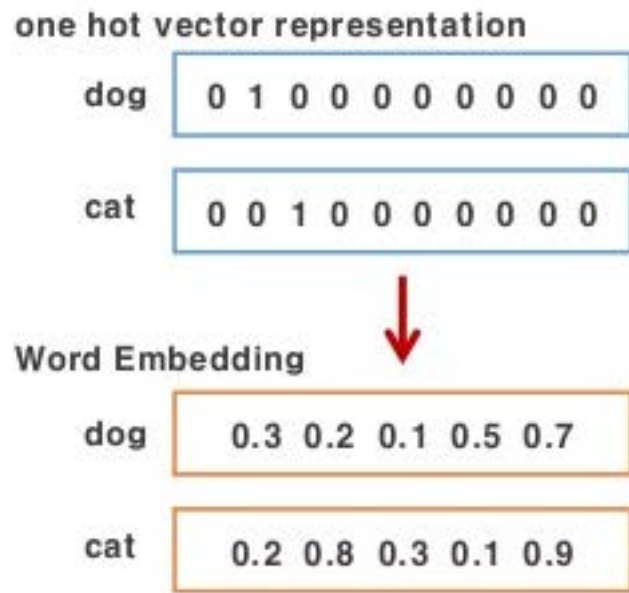 one hot vector representation
dog 0 1 0 0 0 0 0 0 0 0
cat 0 0 1 0 0 0 0 0 0 0
Word Embedding
dog 0.3 0.2 0.1 0.5 0.7
cat 0.2 0.8 0.3 0.1 0.9